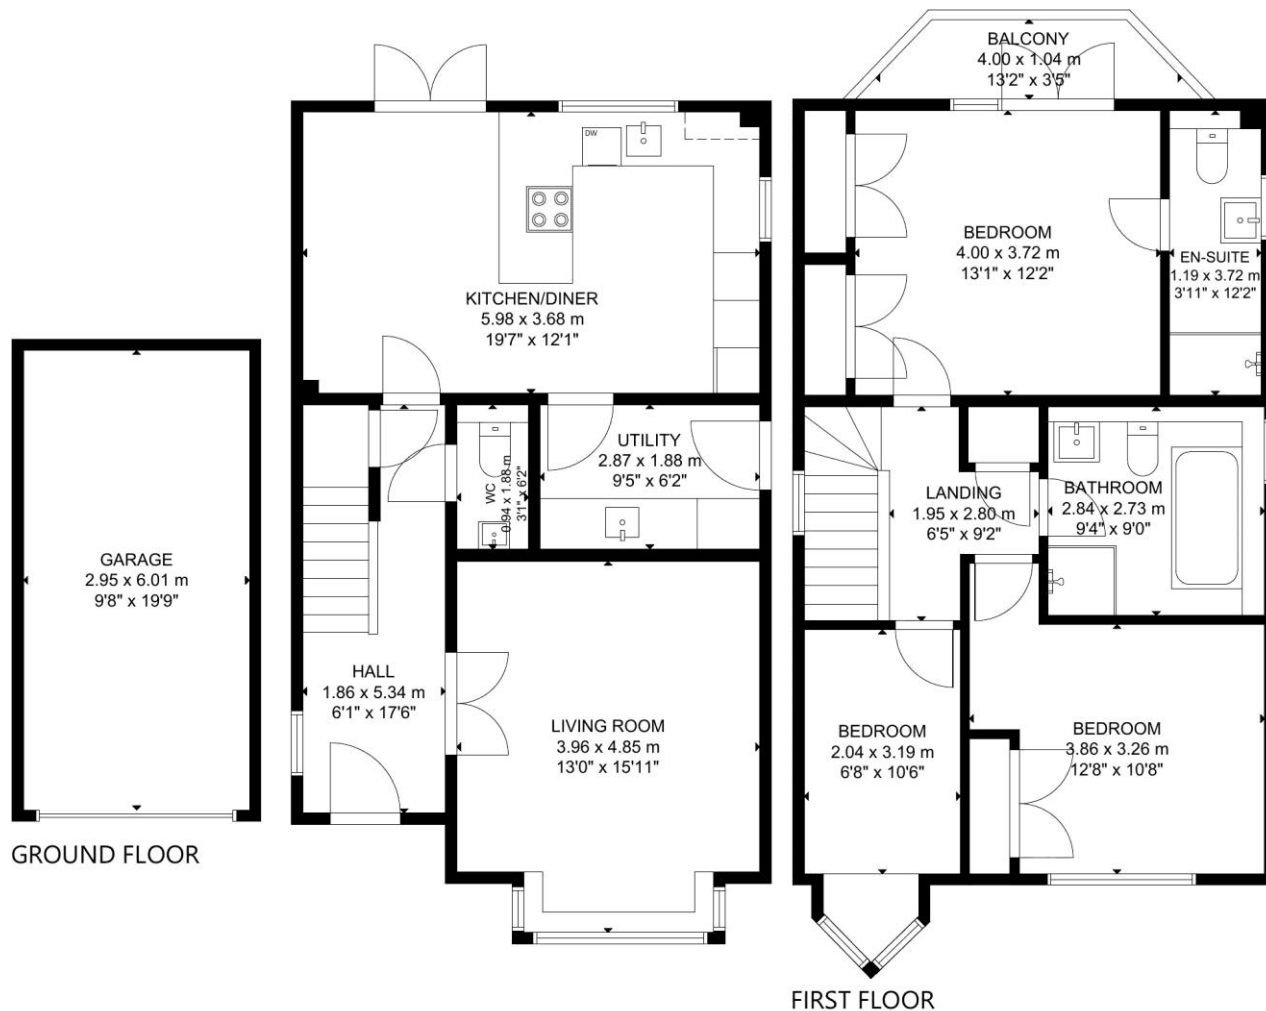 BALCONY
4.00 x 1.04 m
13'2" x 3'5"
DW
BEDROOM
4.00 x 3.72 m
13'1" x 12'2"
EN-SUITE
1.19 x 3.72 m
3'11" x 12'2"
KITCHEN/DINER
5.98 x 3.68 m
19'7" x 12'1"
UTILITY
2.87 x 1.88 m
9'5" x 6'2"
WC
0.94 x 1.88 m
3'1" x 6'2"
LANDING
1.95 x 2.80 m
6'5" x 9'2"
BATHROOM
2.84 x 2.73 m
9'4" x 9'0"
GARAGE
2.95 x 6.01 m
9'8" x 19'9"
HALL
1.86 x 5.34 m
6'1" x 17'6"
LIVING ROOM
3.96 x 4.85 m
13'0" x 15'11"
BEDROOM
2.04 x 3.19 m
6'8" x 10'6"
BEDROOM
3.86 x 3.26 m
12'8" x 10'8"
GROUND FLOOR
FIRST FLOOR